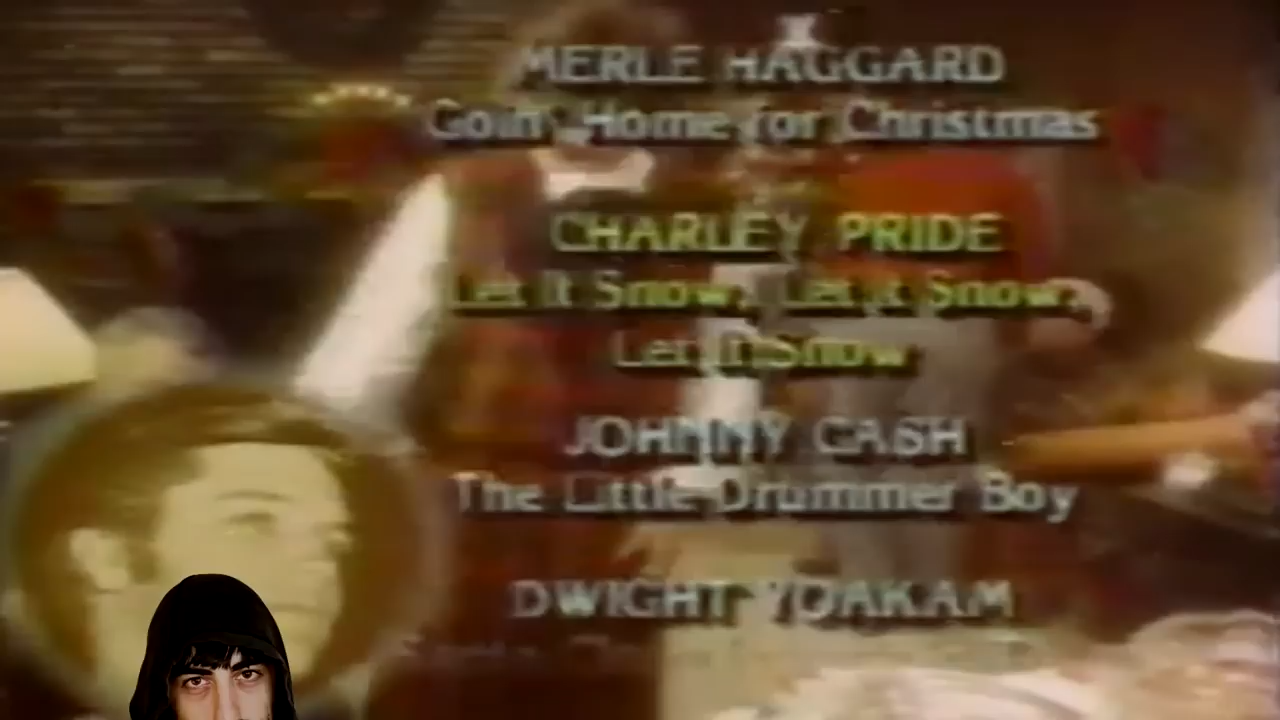 MERLE HAGGARD
Goin' Home for Christmas
CHARLEY PRIDE
Let It Snow, Let It Snow,
Let It Snow
JOHNNY CASH
The Little Drummer Boy
DWIGHT YOAKAM